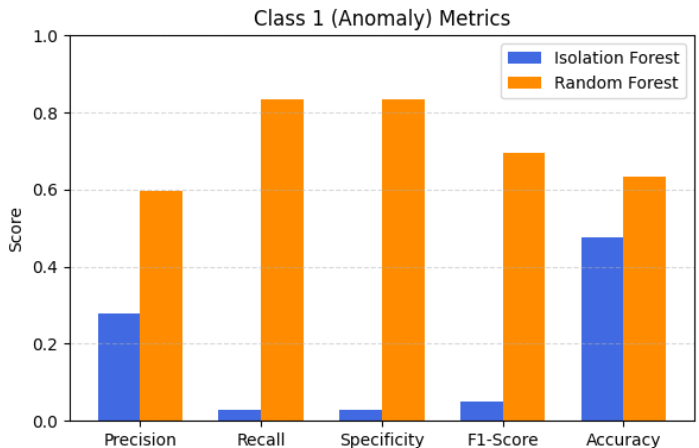 Class 1 (Anomaly) Metrics
1.0
0.8
0.6
0.4
0.2
0.0
Score
Isolation Forest
Random Forest
Precision
Recall
Specificity
F1-Score
Accuracy